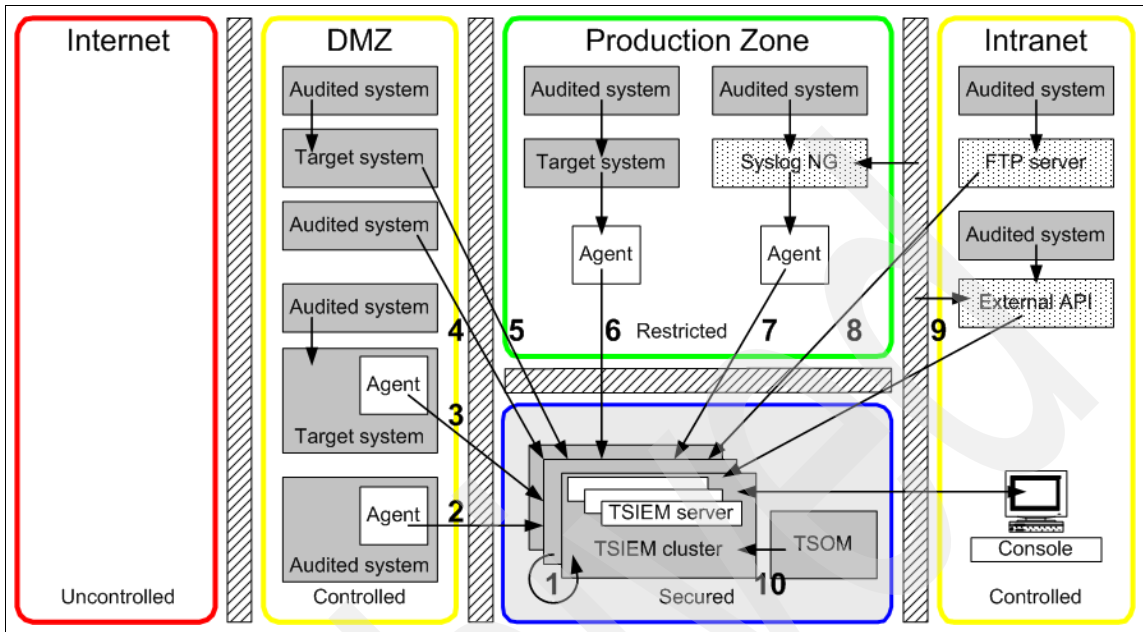 Internet
DMZ
Production Zone
Intranet
Audited system
Target system
Audited system
Audited system
Agent
Target system
Agent
Audited system
Audited system
Target system
Agent
Audited system
Syslog NG
Agent
Audited system
FTP server
Audited system
External API
4
5
6
Restricted
7
8
9
3
2
TSIEM server
TSIEM cluster
TSOM
Console
1
10
Uncontrolled
Controlled
Secured
Controlled